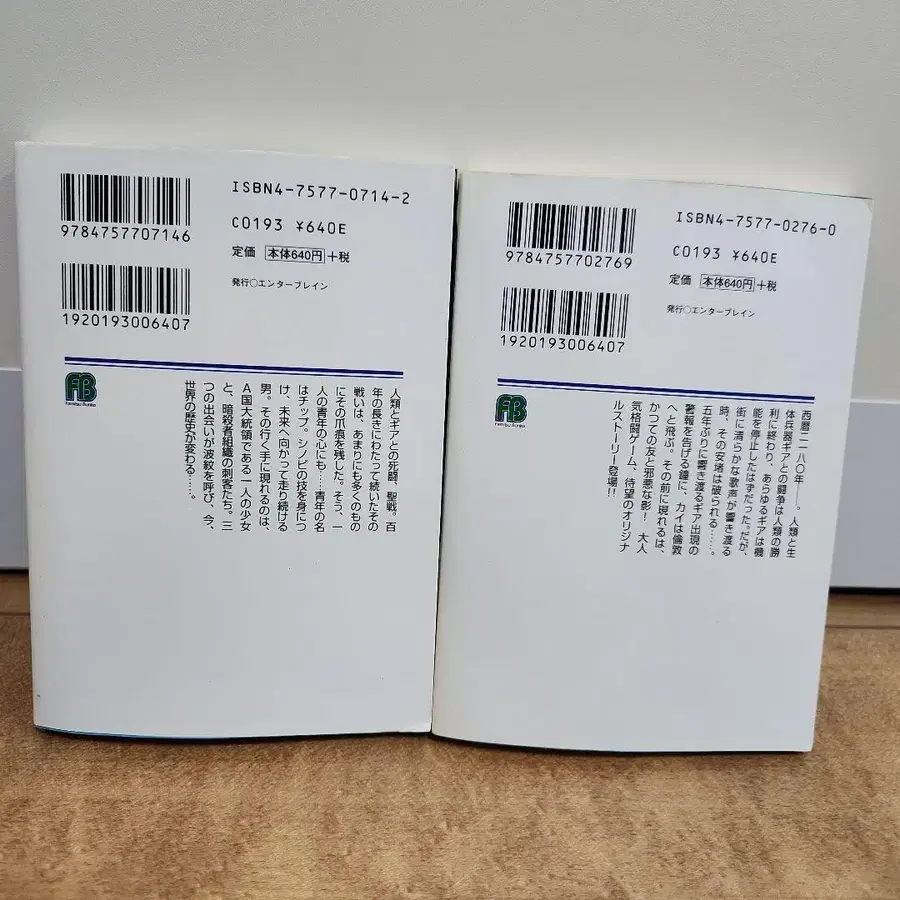 ISBN4-7577-0714-2
C0193 ¥640E
定価 本体640円+税
発行○エンターブレイン
9784757707146
1920193006407
FB
Famitsu Bunko
人類とギアとの死闘、聖戦。百
年の長きにわたって続いたその
戦いは、あまりにも多くのもの
にその爪痕を残した。そう、一
人の青年の心にも……青年の名
はチップ。シノビの技を身につ
け、未来へ向かって走り続ける
男。その行く手に現れるのは、
A国大統領である一人の少女
と、暗殺者組織の刺客たち。三
つの出会いが波紋を呼び、今、
世界の歴史が変わる……。
ISBN4-7577-0276-0
C0193 ¥640E
定価 本体640円+税
発行○エンターブレイン
9784757702769
1920193006407
FB
Famitsu Bunko
西暦二一八〇年――。人類と生
体兵器ギアとの闘争は人類の勝
利に終わり、あらゆるギアは機
能を停止したはずだった。だが、
街に清らかな歌声が響き渡る
時、その安堵は破られる……。
五年ぶりに響き渡るギア出現の
警報を告げる鐘に、カイは倫敦
へと飛ぶ。その前に現れるは、
かつての友と邪悪な影! 大人
気格闘ゲーム、待望のオリジナ
ルストーリー登場!!